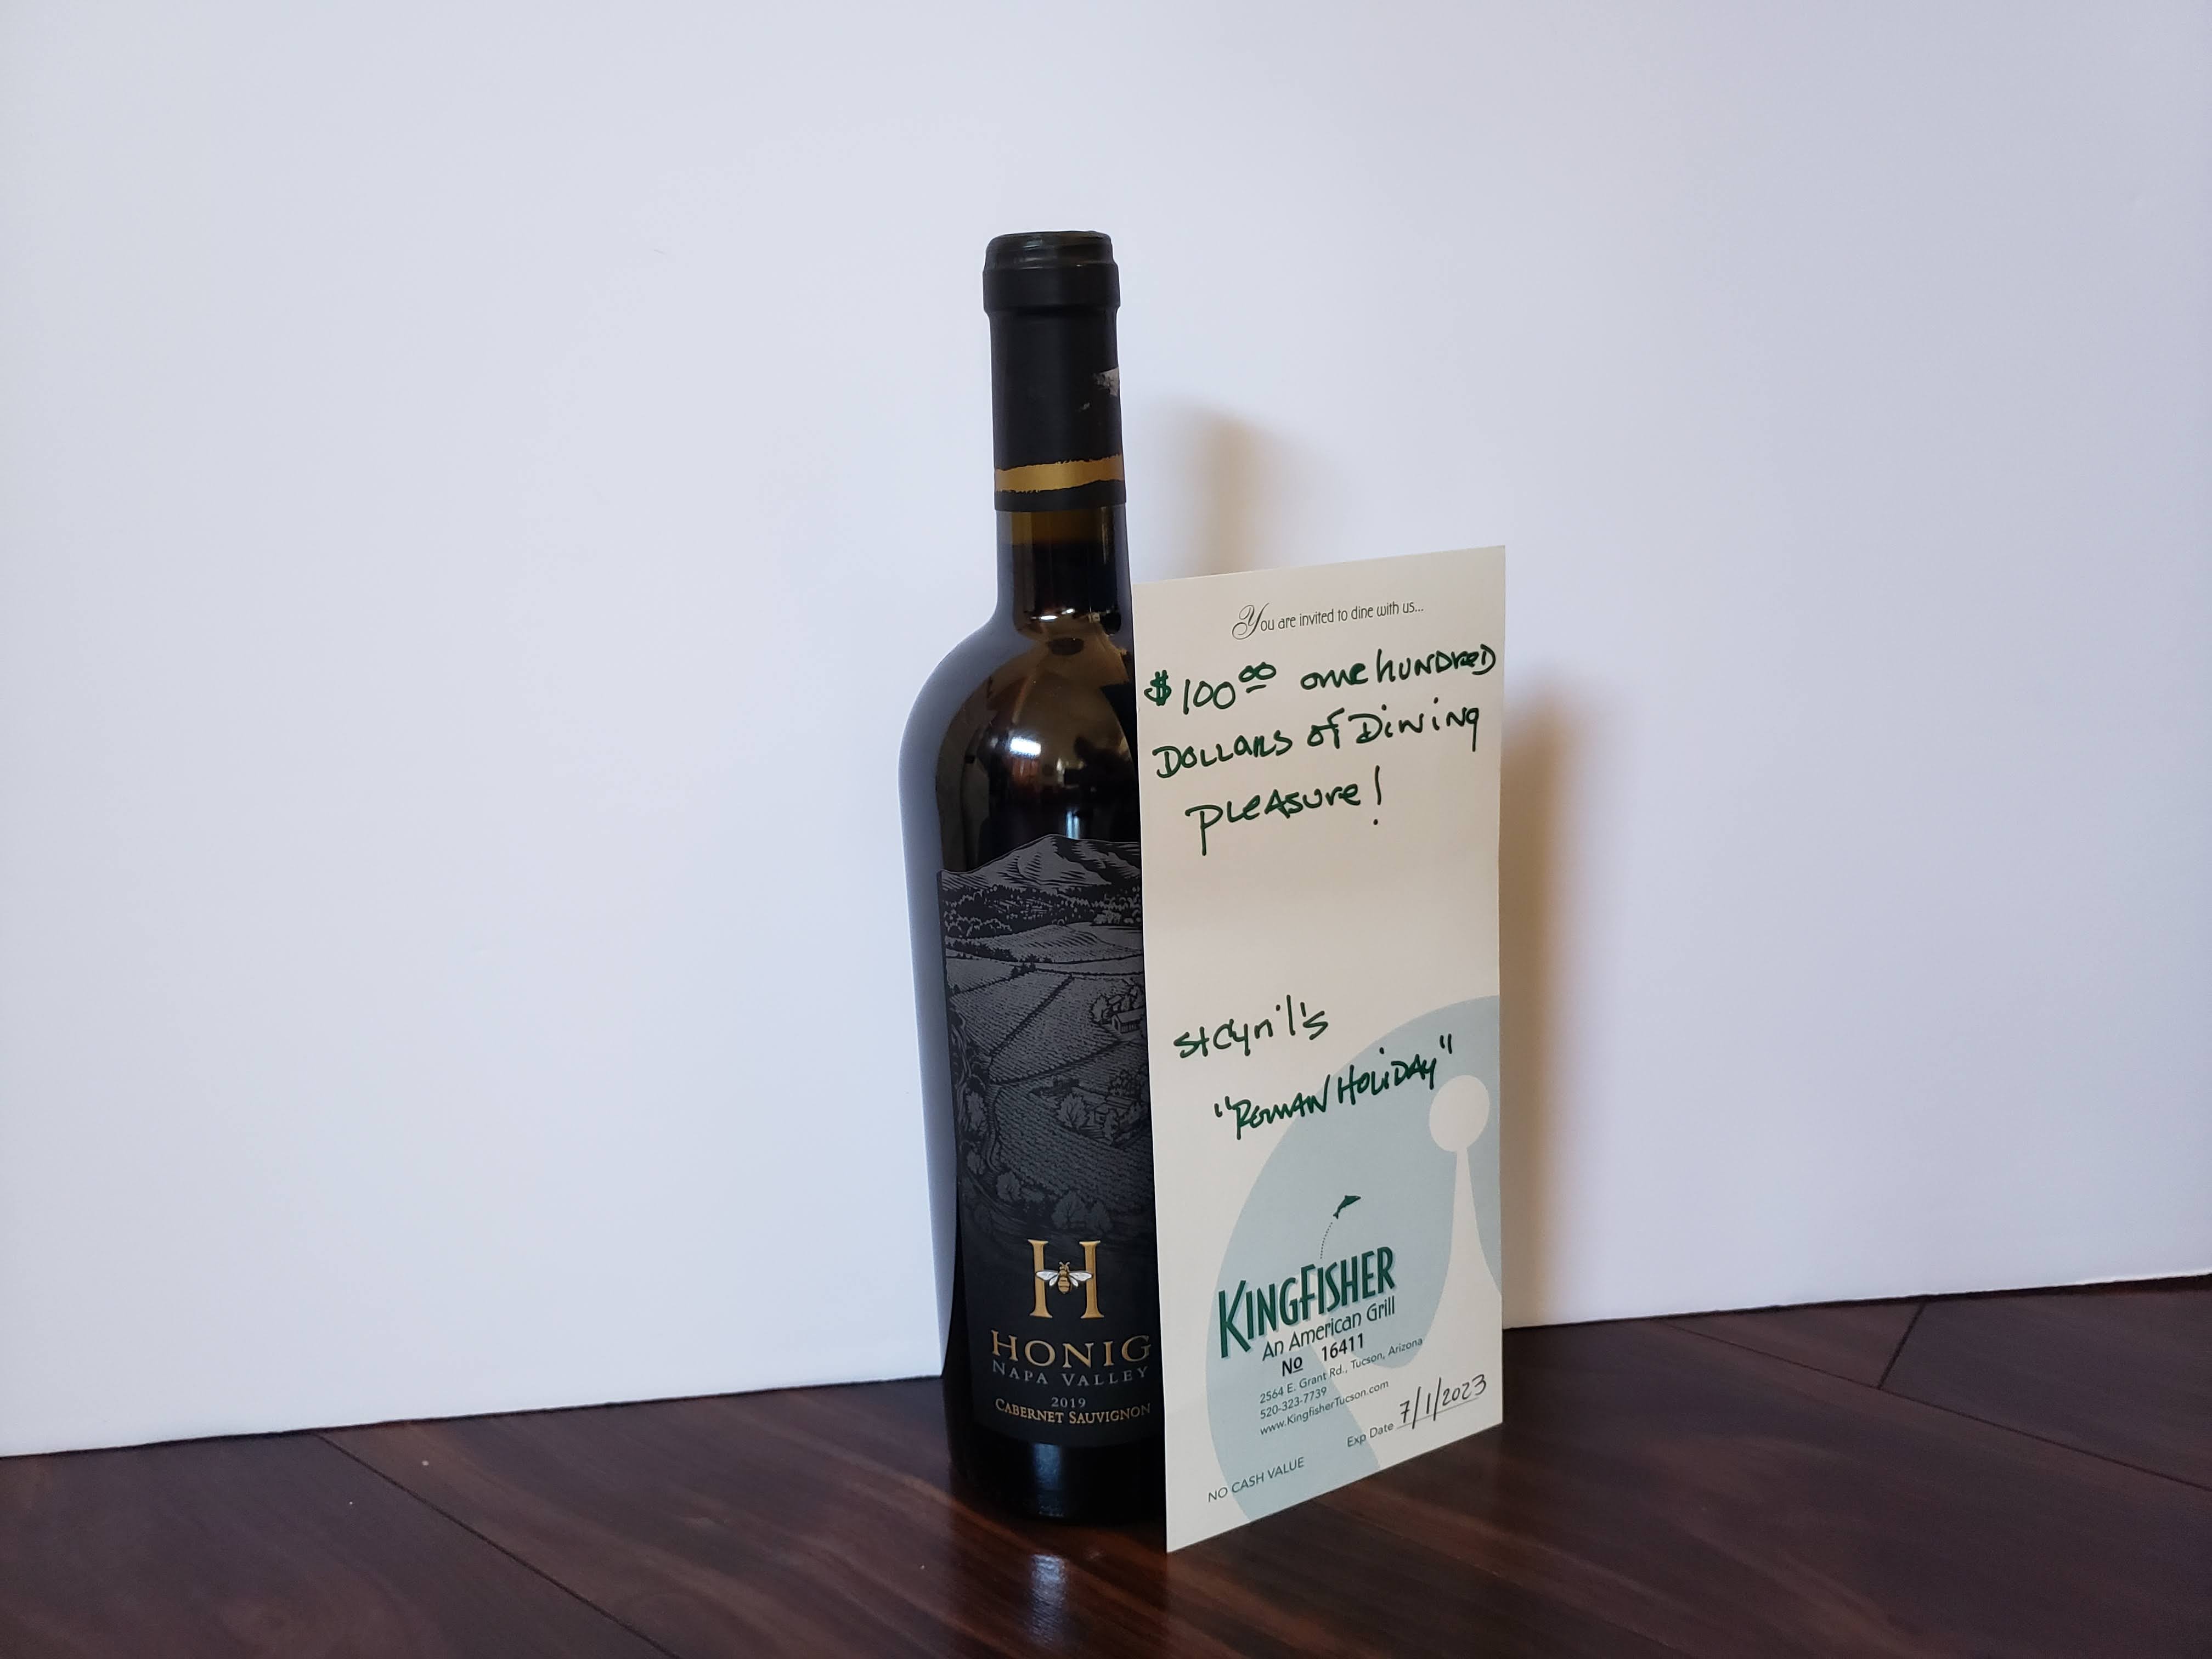 You are invited to dine with us...
$100.00 one hundred
Dollars of Dining
pleasure!
St Cyril's
"Roman Holiday"
KINGFISHER
An American Grill
No 16411
2564 E. Grant Rd., Tucson, Arizona
520-323-7739
www.KingfisherTucson.com
Exp Date 7/1/2023
NO CASH VALUE
H
HONIG
NAPA VALLEY
2019
CABERNET SAUVIGNON